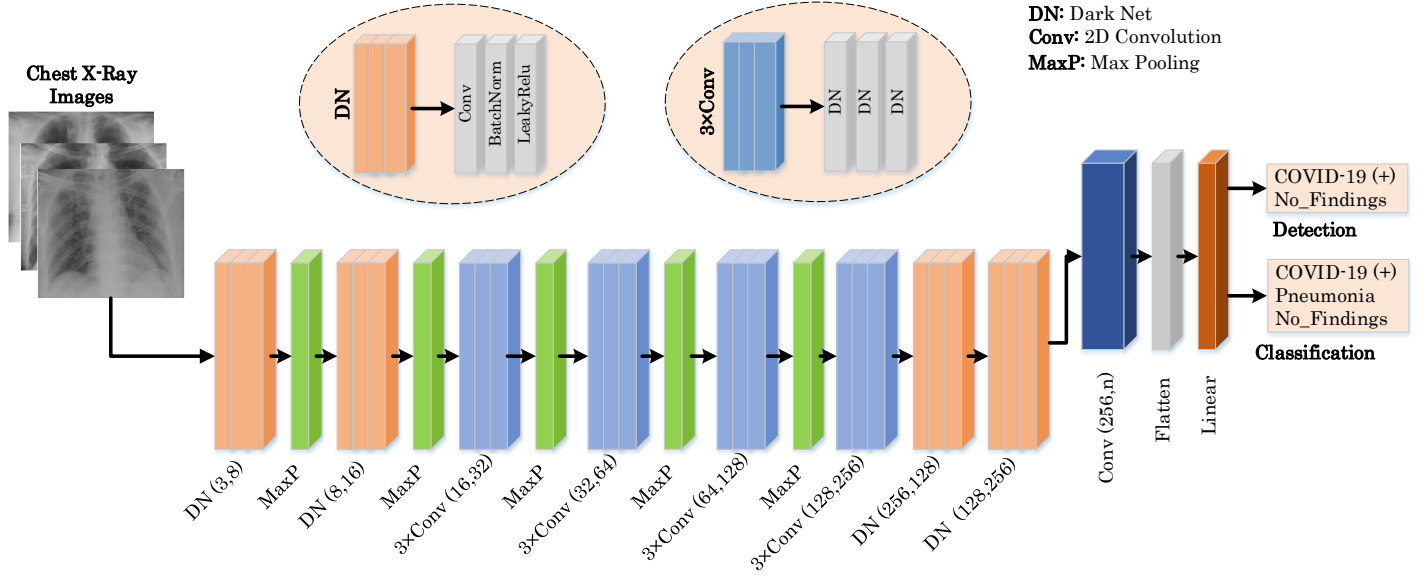 DN: Dark Net
Conv: 2D Convolution
MaxP: Max Pooling
Chest X-Ray
Images
DN
Conv
BatchNorm
LeakyRelu
3×Conv
DN
DN
DN
COVID-19 (+)
No_Findings
Detection
COVID-19 (+)
Pneumonia
No_Findings
Classification
DN (3,8)
MaxP
DN (8,16)
MaxP
3×Conv (16,32)
MaxP
3×Conv (32,64)
MaxP
3×Conv (64,128)
MaxP
3×Conv (128,256)
DN (256,128)
DN (128,256)
Conv (256,n)
Flatten
Linear